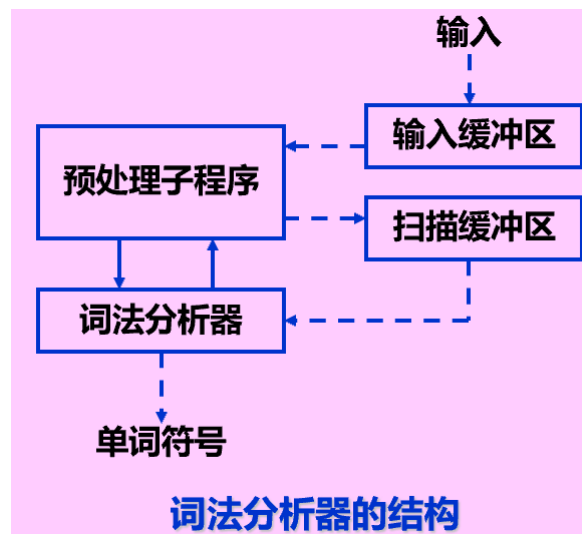 输入
输入缓冲区
预处理子程序
扫描缓冲区
词法分析器
单词符号
词法分析器的结构